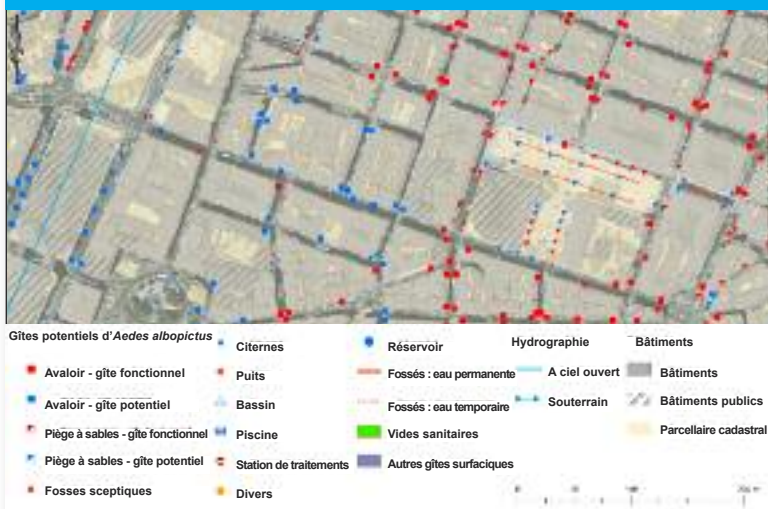 Gîtes potentiels d'Aedes albopictus
Avaloir - gîte fonctionnel
Avaloir - gîte potentiel
Piège à sables - gîte fonctionnel
Piège à sables - gîte potentiel
Fosses sceptiques
Citernes
Puits
Bassin
Piscine
Station de traitements
Divers
Réservoir
Fossés : eau permanente
Fossés : eau temporaire
Vides sanitaires
Autres gîtes surfaciques
Hydrographie
A ciel ouvert
Souterrain
Bâtiments
Bâtiments
Bâtiments publics
Parcellaire cadastral